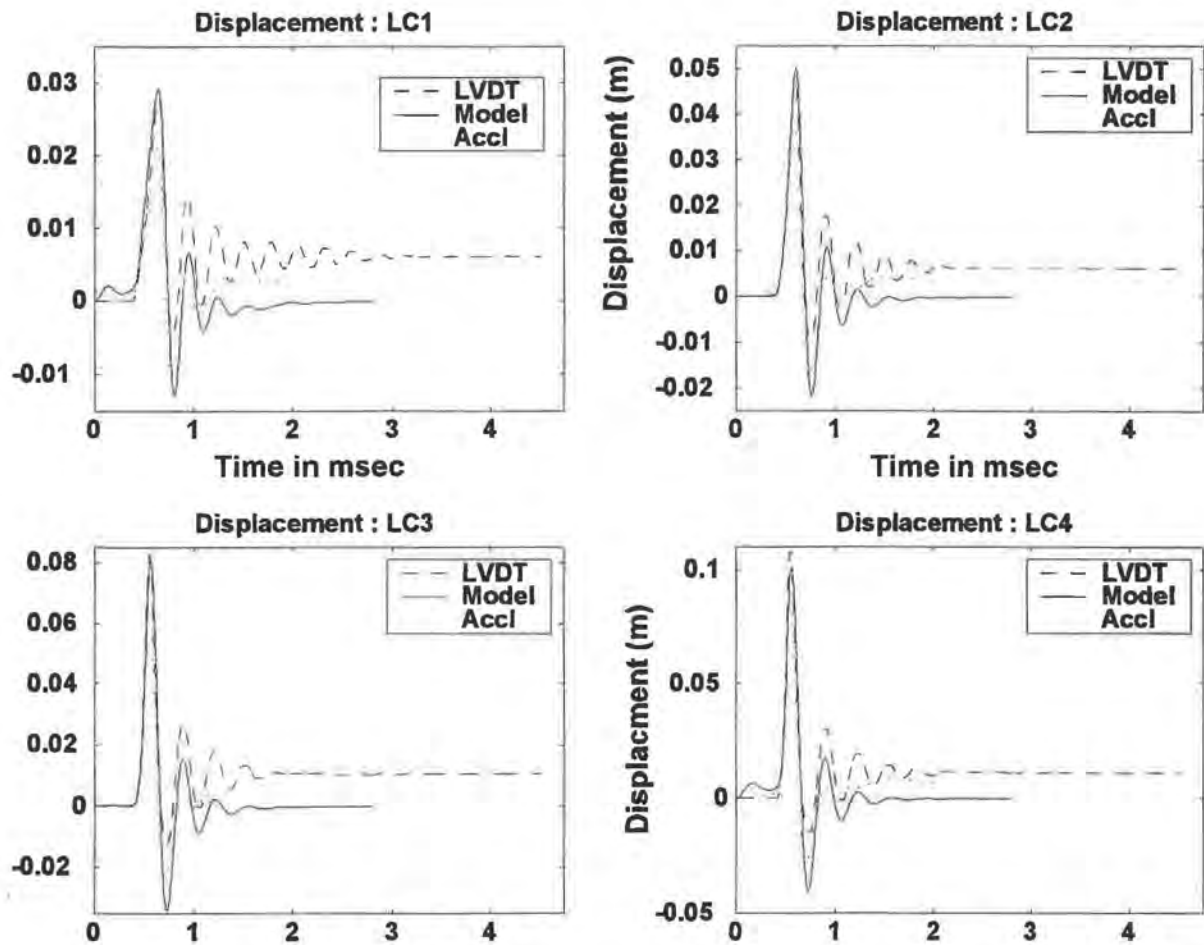 Displacement : LC1
0.03
0.02
0.01
0
-0.01
LVDT
Model
Accl
0 1 2 3 4
Time in msec
Displacement : LC2
Displacement (m)
0.05
0.04
0.03
0.02
0.01
0
-0.01
-0.02
LVDT
Model
Accl
0 1 2 3 4
Time in msec
Displacement : LC3
0.08
0.06
0.04
0.02
0
-0.02
LVDT
Model
Accl
0 1 2 3 4
Displacement : LC4
Displacment (m)
0.1
0.05
0
-0.05
LVDT
Model
Accl
0 1 2 3 4